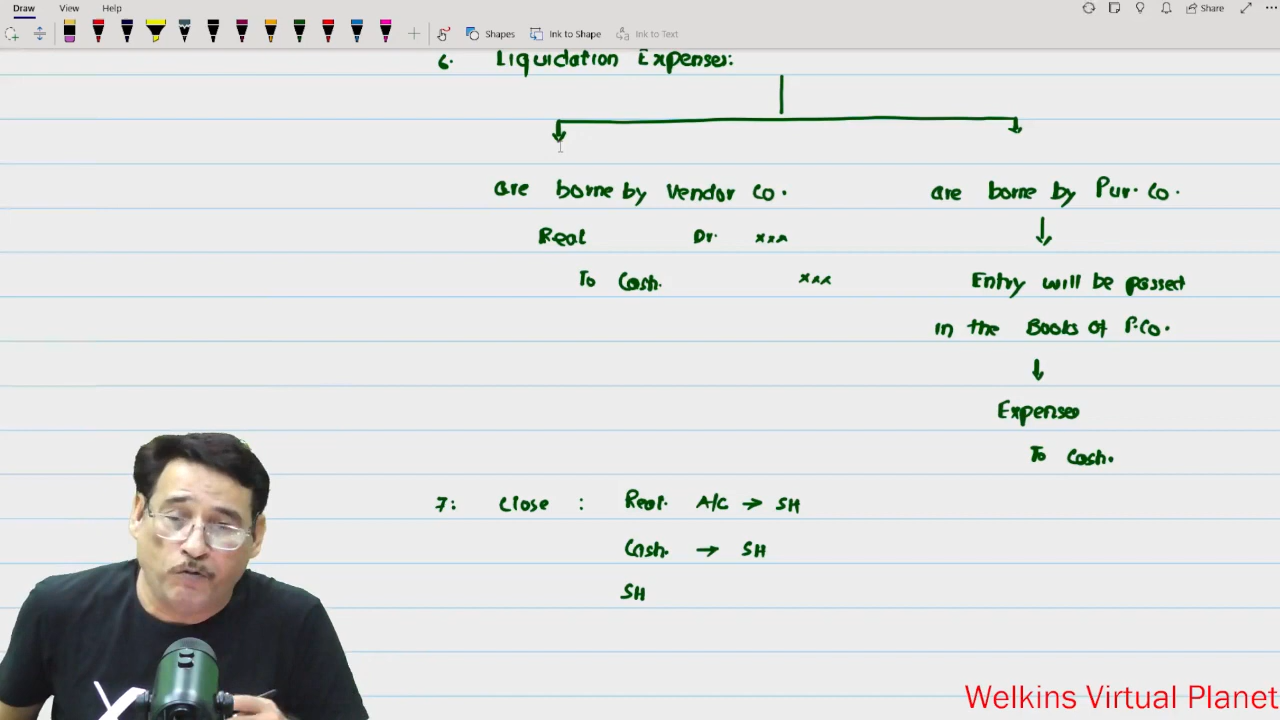 Draw View Help
Share
Shapes Ink to Shape Ink to Text
6. Liquidation Expenses:
are borne by Vendor Co. are borne by Pur. Co.
Real Dr. xxx
To Cash. xxx Entry will be passed
in the Books of P.Co.
Expenses
To Cash.
7: Close : Real. A/C → SH
Cash. → SH
SH
Welkins Virtual Planet